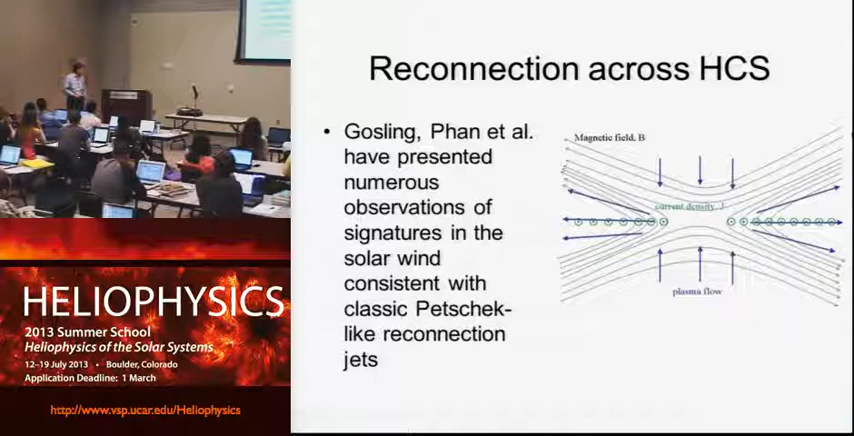 Reconnection across HCS
• Gosling, Phan et al.
have presented
numerous
observations of
signatures in the
solar wind
consistent with
classic Petschek-
like reconnection
jets
Magnetic field, B
current density, J
plasma flow
HELIOPHYSICS
2013 Summer School
Heliophysics of the Solar Systems
12–19 July 2013 • Boulder, Colorado
Application Deadline: 1 March
http://www.vsp.ucar.edu/Heliophysics